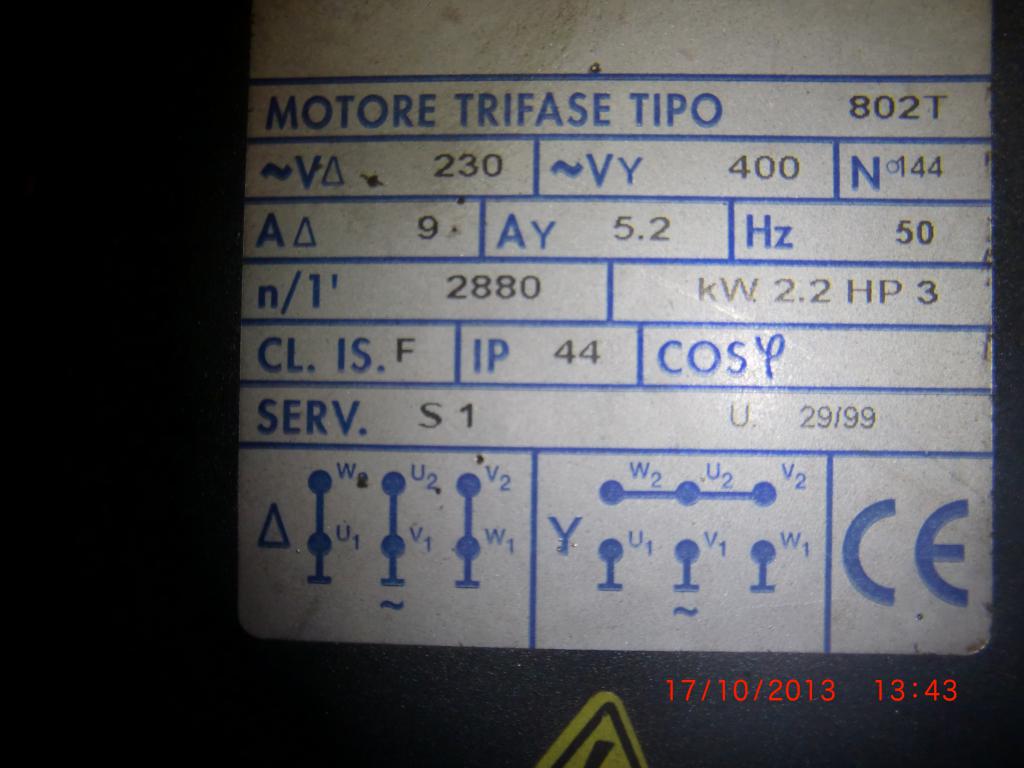 MOTORE TRIFASE TIPO 802T
~VΔ 230 ~VY 400 N°144
AΔ 9 AY 5.2 Hz 50
n/1' 2880 kW 2.2 HP 3
CL. IS. F IP 44 COSφ
SERV. S 1 U. 29/99
W2 U2 V2 W2 U2 V2
Δ U1 V1 W1 Y U1 V1 W1 CE
~ ~
17/10/2013 13:43